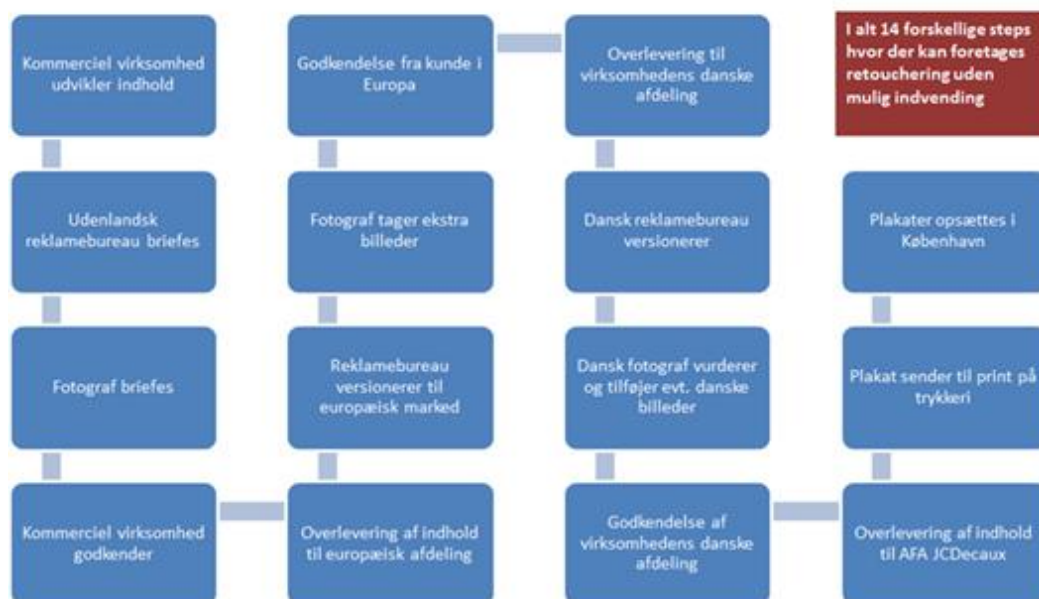 Kommerciel virksomhed
udvikler indhold
Udenlandsk
reklamebureau briefes
Fotograf briefes
Kommerciel virksomhed
godkender
Overlevering af indhold
til europæisk afdeling
Reklamebureau
versionerer til
europæisk marked
Fotograf tager ekstra
billeder
Godkendelse fra kunde i
Europa
Overlevering til
virksomhedens danske
afdeling
Dansk reklamebureau
versionerer
Dansk fotograf vurderer
og tilføjer evt. danske
billeder
Godkendelse af
virksomhedens danske
afdeling
Overlevering af indhold
til AFA JCDecaux
Plakat sender til print på
trykkeri
Plakater opsættes i
København
I alt 14 forskellige steps
hvor der kan foretages
retouchering uden
mulig indvending